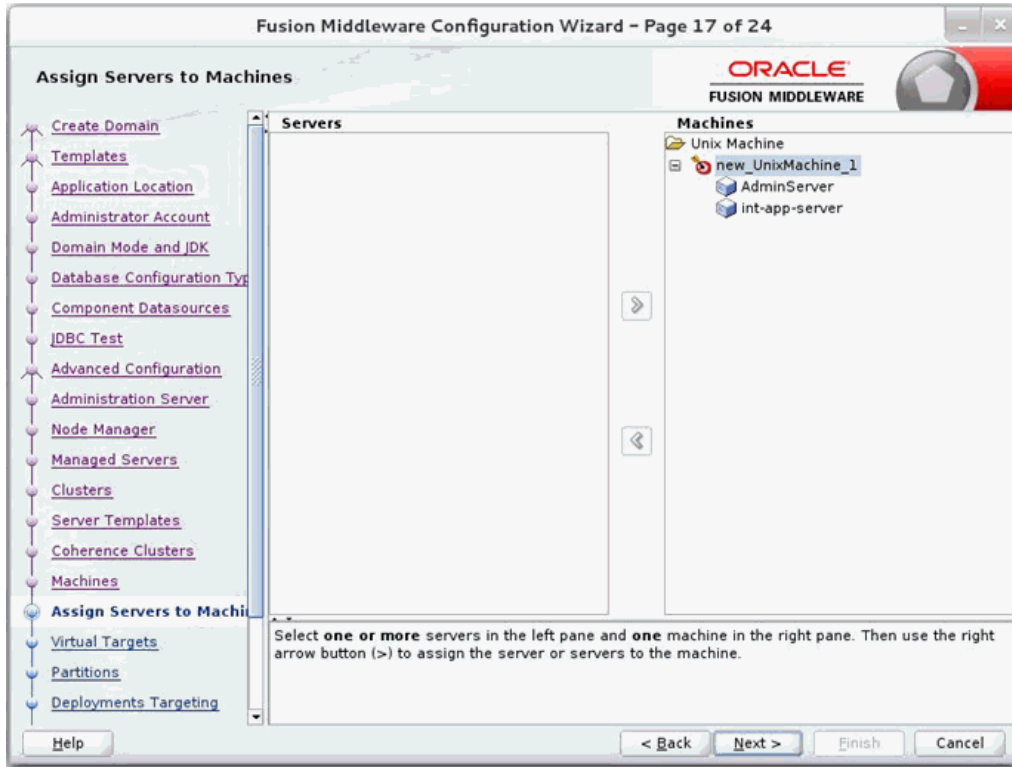 Fusion Middleware Configuration Wizard - Page 17 of 24
Assign Servers to Machines
ORACLE
FUSION MIDDLEWARE
Create Domain
Templates
Application Location
Administrator Account
Domain Mode and JDK
Database Configuration Typ
Component Datasources
JDBC Test
Advanced Configuration
Administration Server
Node Manager
Managed Servers
Clusters
Server Templates
Coherence Clusters
Machines
Assign Servers to Machi
Virtual Targets
Partitions
Deployments Targeting
Servers
Machines
Unix Machine
new_UnixMachine_1
AdminServer
int-app-server
Select one or more servers in the left pane and one machine in the right pane. Then use the right
arrow button (>) to assign the server or servers to the machine.
Help
< Back
Next >
Finish
Cancel